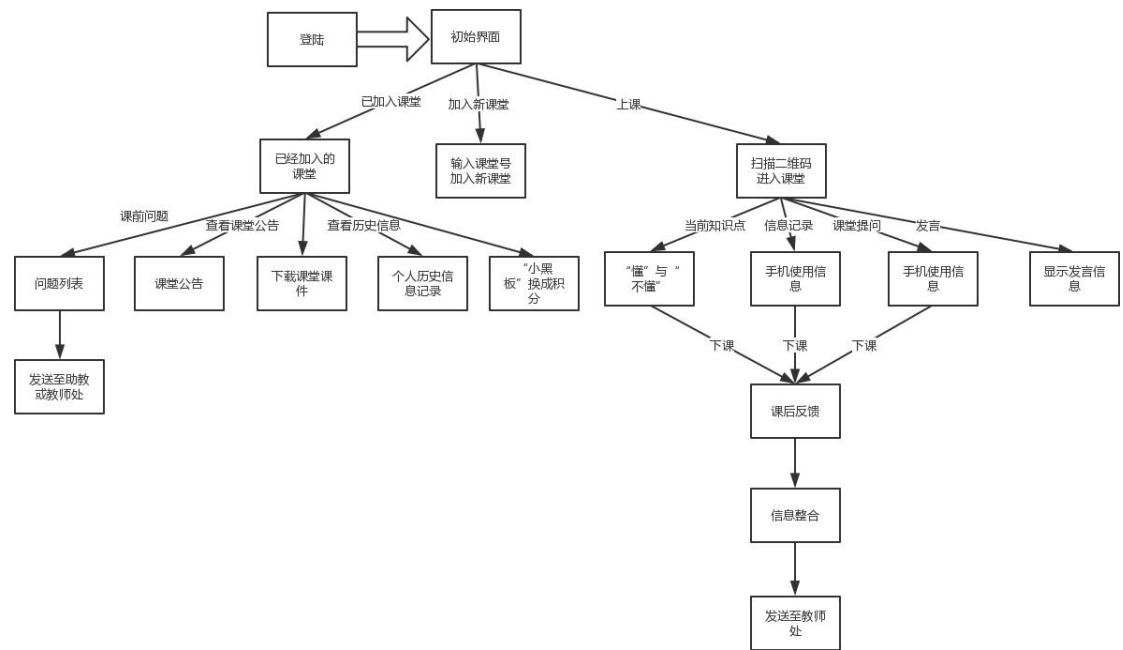 登陆
初始界面
已加入课堂
加入新课堂
上课
已经加入的
课堂
输入课堂号
加入新课堂
扫描二维码
进入课堂
课前问题
查看课堂公告
查看历史信息
当前知识点
信息记录
课堂提问
发言
问题列表
课堂公告
下载课堂课
件
个人历史信
息记录
“小黑
板”换成积
分
“懂”与“
不懂”
手机使用信
息
手机使用信
息
显示发言信
息
下课
下课
下课
发送至助教
或教师处
课后反馈
信息整合
发送至教师
处